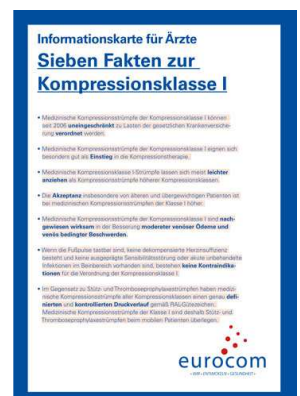 Informationskarte für Ärzte
Sieben Fakten zur
Kompressionsklasse I
• Medizinische Kompressionsstrümpfe der Kompressionsklasse I können
seit 2006 uneingeschränkt zu Lasten der gesetzlichen Krankenversiche-
rung verordnet werden.
• Medizinische Kompressionsstrümpfe der Kompressionsklasse I eignen sich
besonders gut als Einstieg in die Kompressionstherapie.
• Medizinische Kompressionsklasse I-Strümpfe lassen sich meist leichter
anziehen als Kompressionsstrümpfe höherer Kompressionsklassen.
• Die Akzeptanz insbesondere von älteren und übergewichtigen Patienten ist
bei medizinischen Kompressionsstrümpfen der Klasse I höher.
• Medizinische Kompressionsstrümpfe der Kompressionsklasse I sind nach-
gewiesen wirksam in der Besserung moderater venöser Ödeme und
venös bedingter Beschwerden.
• Wenn die Fußpulse tastbar sind, keine dekompensierte Herzinsuffizienz
besteht und keine ausgeprägte Sensibilitätsstörung oder akute unbehandelte
Infektionen im Beinbereich vorhanden sind, bestehen keine Kontraindika-
tionen für die Verordnung der Kompressionsklasse I.
• Im Gegensatz zu Stütz- und Thromboseprophylaxestrümpfen haben medizi-
nische Kompressionsstrümpfe aller Kompressionsklassen einen genau defi-
nierten und kontrollierten Druckverlauf gemäß RAL-Gütezeichen.
Medizinische Kompressionsstrümpfe der Klasse I sind deshalb Stütz- und
Thromboseprophylaxestrümpfen beim mobilen Patienten überlegen.
eurocom